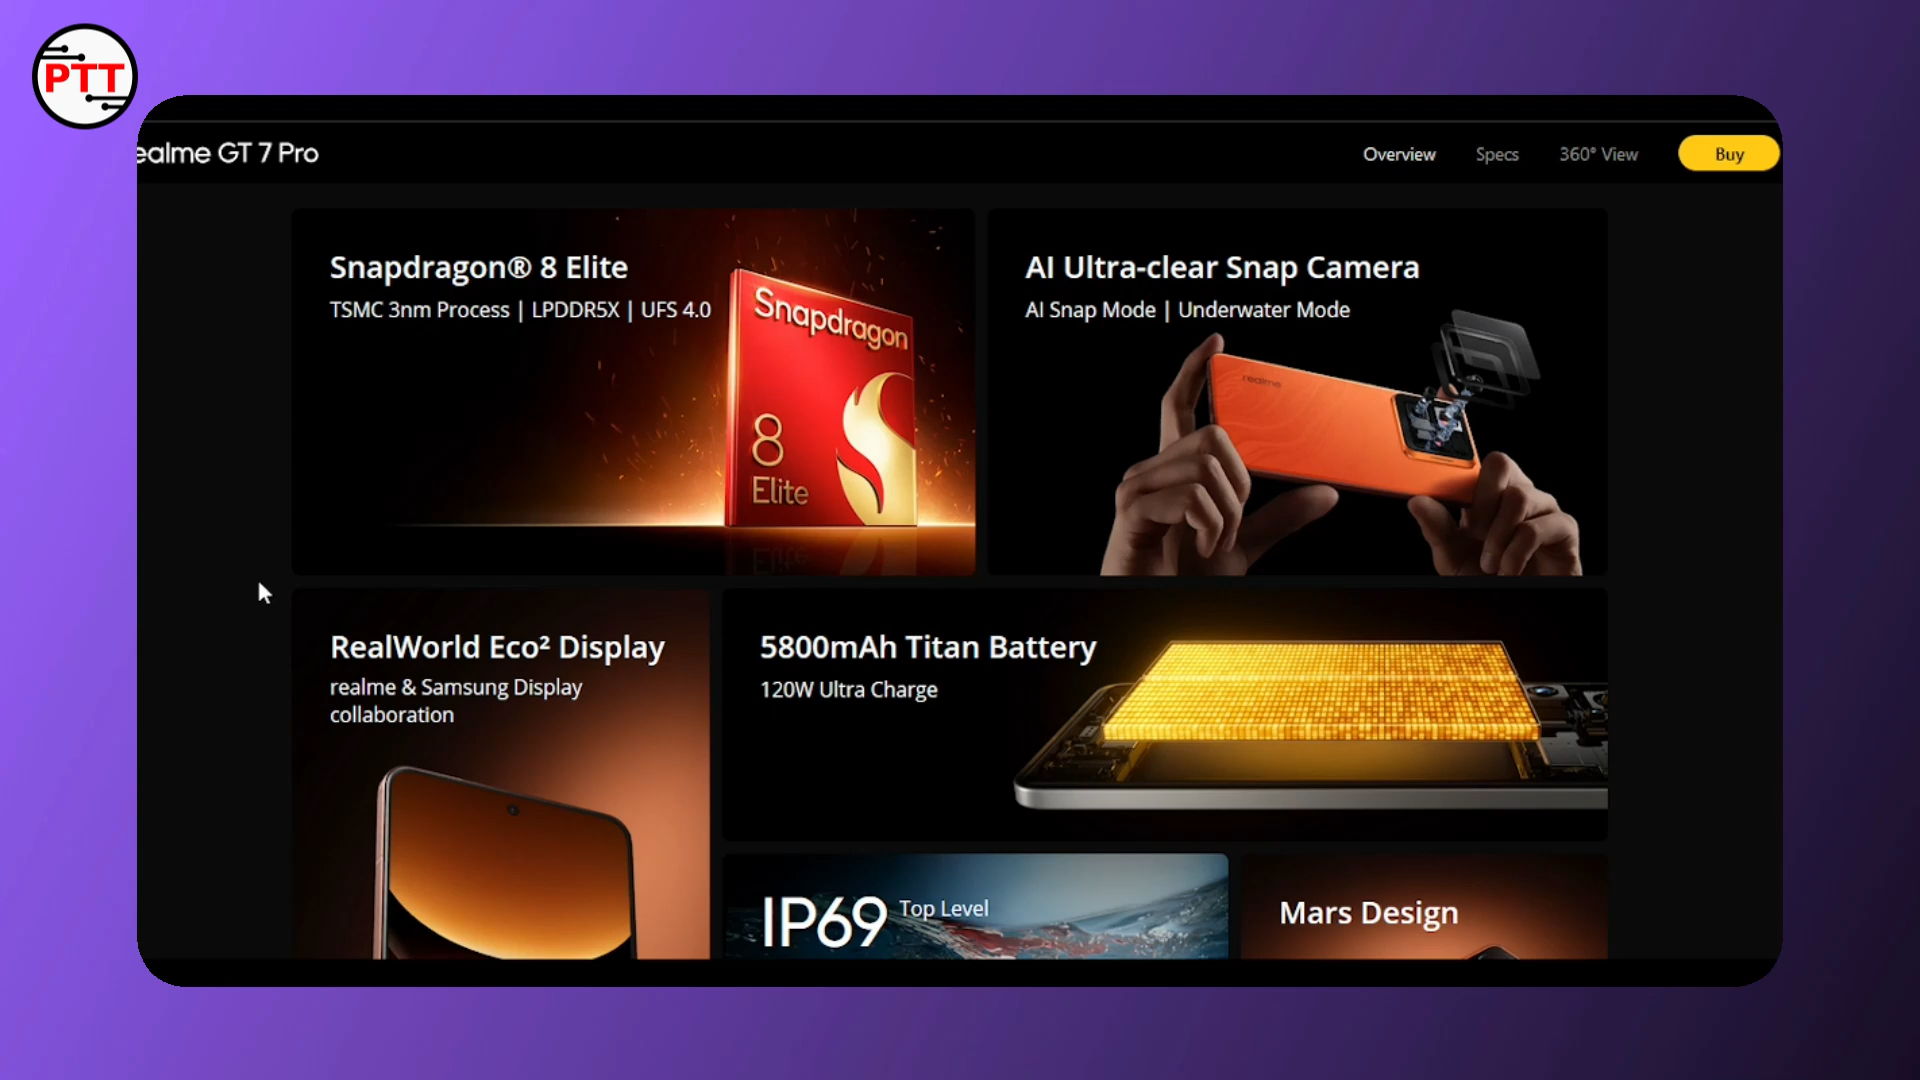 PTT
ealme GT 7 Pro
Overview
Specs
360° View
Buy
Snapdragon® 8 Elite
TSMC 3nm Process | LPDDR5X | UFS 4.0
Snapdragon
8
Elite
AI Ultra-clear Snap Camera
AI Snap Mode | Underwater Mode
realme
RealWorld Eco² Display
realme & Samsung Display
collaboration
5800mAh Titan Battery
120W Ultra Charge
IP69 Top Level
Mars Design